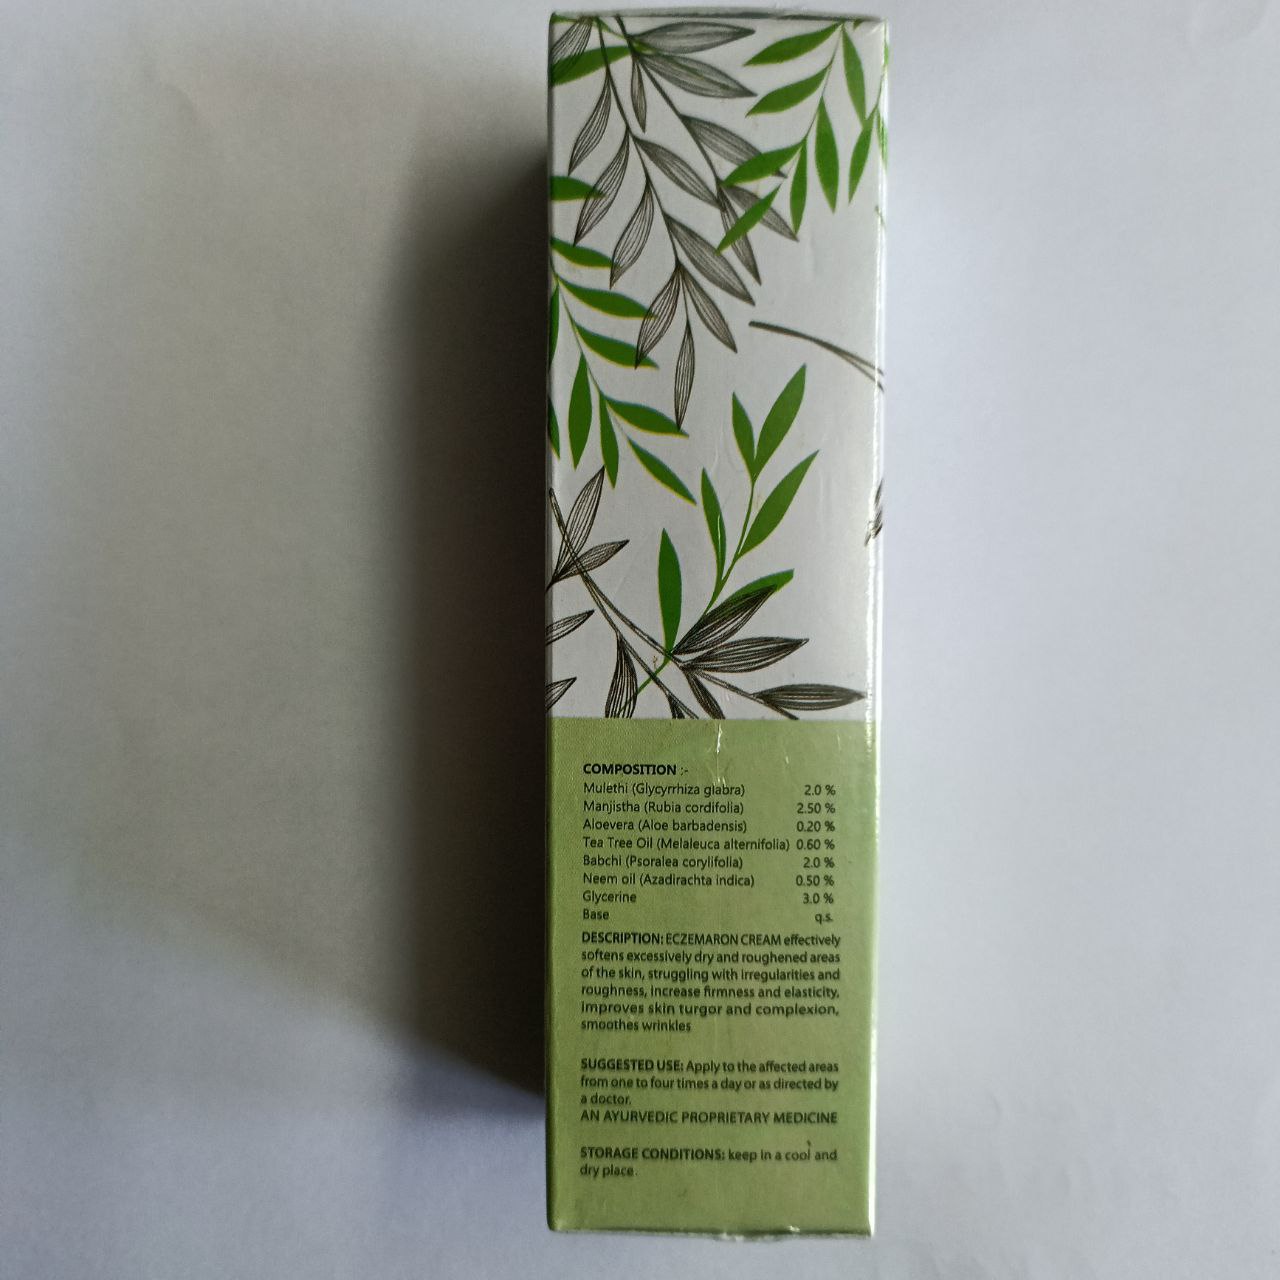 COMPOSITION :-
Mulethi (Glycyrrhiza glabra) 2.0 %
Manjistha (Rubia cordifolia) 2.50 %
Aloevera (Aloe barbadensis) 0.20 %
Tea Tree Oil (Melaleuca alternifolia) 0.60 %
Babchi (Psoralea corylifolia) 2.0 %
Neem oil (Azadirachta indica) 0.50 %
Glycerine 3.0 %
Base q.s.
DESCRIPTION: ECZEMARON CREAM effectively
softens excessively dry and roughened areas
of the skin, struggling with irregularities and
roughness, increase firmness and elasticity,
improves skin turgor and complexion,
smoothes wrinkles
SUGGESTED USE: Apply to the affected areas
from one to four times a day or as directed by
a doctor.
AN AYURVEDIC PROPRIETARY MEDICINE
STORAGE CONDITIONS: keep in a cool and
dry place.